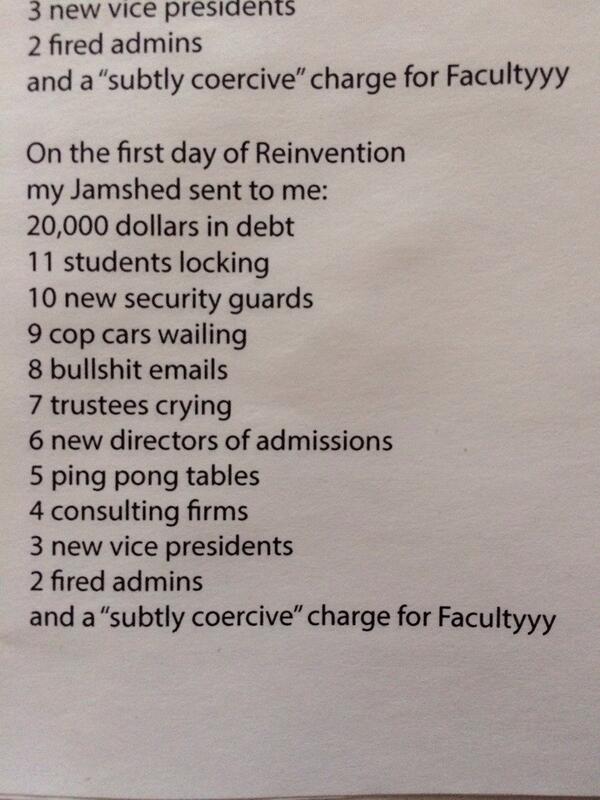 3 new vice presidents
2 fired admins
and a “subtly coercive” charge for Facultyyy

On the first day of Reinvention
my Jamshed sent to me:
20,000 dollars in debt
11 students locking
10 new security guards
9 cop cars wailing
8 bullshit emails
7 trustees crying
6 new directors of admissions
5 ping pong tables
4 consulting firms
3 new vice presidents
2 fired admins
and a “subtly coercive” charge for Facultyyy